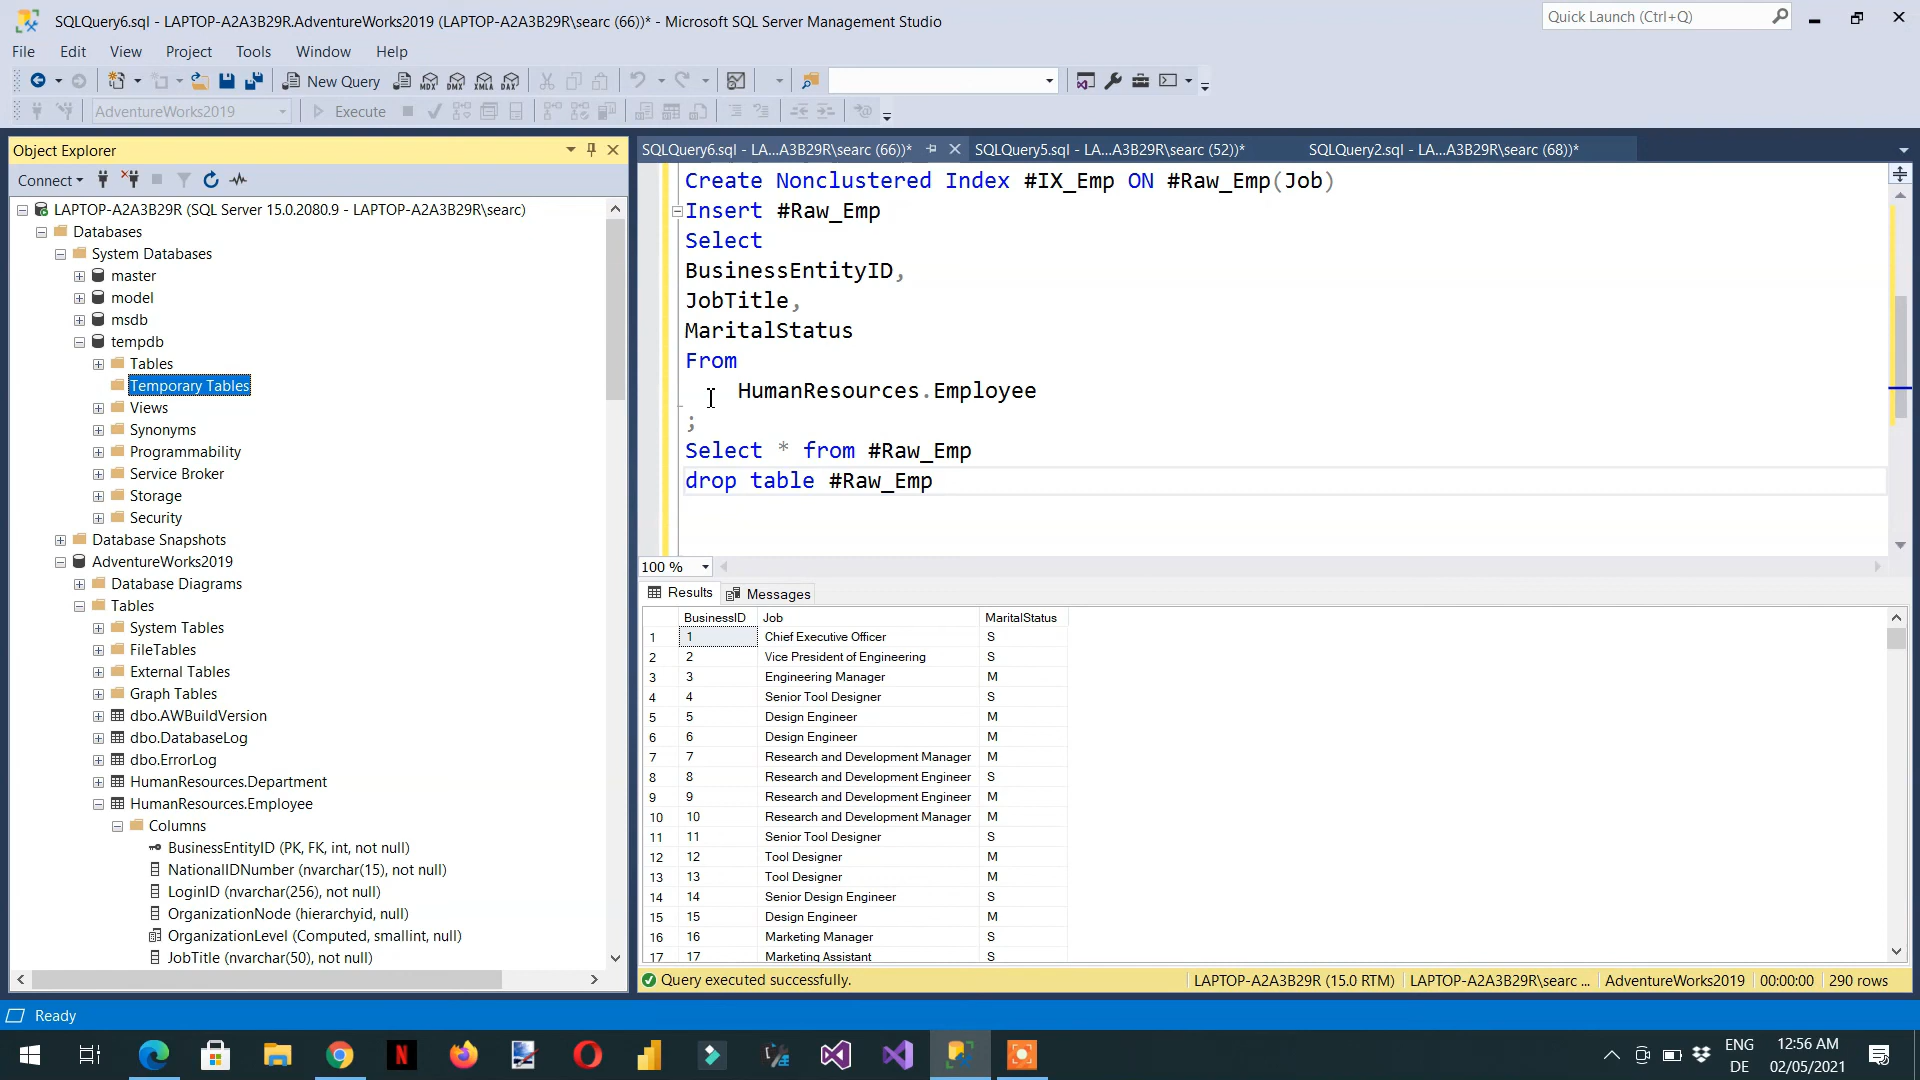 SQLQuery6.sql - LAPTOP-A2A3B29R.AdventureWorks2019 (LAPTOP-A2A3B29R\searc (66))* - Microsoft SQL Server Management Studio
Quick Launch (Ctrl+Q)
File Edit View Project Tools Window Help
New Query MDX DMX XMLA DAX
AdventureWorks2019 Execute
Object Explorer
Connect
LAPTOP-A2A3B29R (SQL Server 15.0.2080.9 - LAPTOP-A2A3B29R\searc)
Databases
System Databases
master
model
msdb
tempdb
Tables
Temporary Tables
Views
Synonyms
Programmability
Service Broker
Storage
Security
Database Snapshots
AdventureWorks2019
Database Diagrams
Tables
System Tables
FileTables
External Tables
Graph Tables
dbo.AWBuildVersion
dbo.DatabaseLog
dbo.ErrorLog
HumanResources.Department
HumanResources.Employee
Columns
BusinessEntityID (PK, FK, int, not null)
NationalIDNumber (nvarchar(15), not null)
LoginID (nvarchar(256), not null)
OrganizationNode (hierarchyid, null)
OrganizationLevel (Computed, smallint, null)
JobTitle (nvarchar(50), not null)
SQLQuery6.sql - LA...A3B29R\searc (66))* SQLQuery5.sql - LA...A3B29R\searc (52))* SQLQuery2.sql - LA...A3B29R\searc (68))*
Create Nonclustered Index #IX_Emp ON #Raw_Emp(Job)
Insert #Raw_Emp
Select
BusinessEntityID,
JobTitle,
MaritalStatus
From
HumanResources.Employee
;
Select * from #Raw_Emp
drop table #Raw_Emp
100 %
Results Messages
BusinessID Job MaritalStatus
1 1 Chief Executive Officer S
2 2 Vice President of Engineering S
3 3 Engineering Manager M
4 4 Senior Tool Designer S
5 5 Design Engineer M
6 6 Design Engineer M
7 7 Research and Development Manager M
8 8 Research and Development Engineer S
9 9 Research and Development Engineer M
10 10 Research and Development Manager M
11 11 Senior Tool Designer S
12 12 Tool Designer M
13 13 Tool Designer M
14 14 Senior Design Engineer S
15 15 Design Engineer M
16 16 Marketing Manager S
17 17 Marketing Assistant S
Query executed successfully. LAPTOP-A2A3B29R (15.0 RTM) LAPTOP-A2A3B29R\searc ... AdventureWorks2019 00:00:00 290 rows
Ready
ENG 12:56 AM
DE 02/05/2021